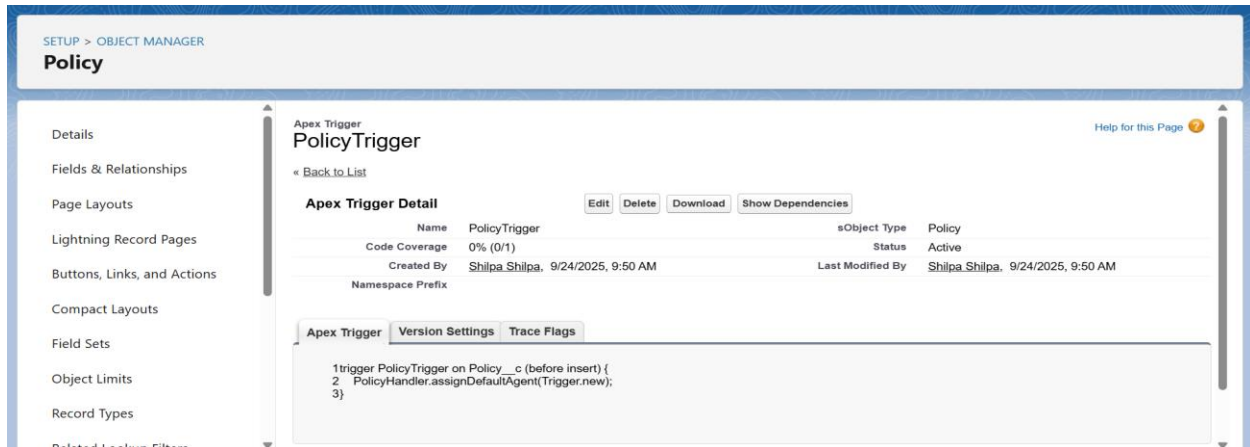 SETUP > OBJECT MANAGER
Policy
Details
Fields & Relationships
Page Layouts
Lightning Record Pages
Buttons, Links, and Actions
Compact Layouts
Field Sets
Object Limits
Record Types
Related Lookup Filters
Apex Trigger
PolicyTrigger
Help for this Page ?
« Back to List
Apex Trigger Detail
Edit Delete Download Show Dependencies
Name PolicyTrigger sObject Type Policy
Code Coverage 0% (0/1) Status Active
Created By Shilpa Shilpa, 9/24/2025, 9:50 AM Last Modified By Shilpa Shilpa, 9/24/2025, 9:50 AM
Namespace Prefix
Apex Trigger Version Settings Trace Flags
1trigger PolicyTrigger on Policy__c (before insert) {
2 PolicyHandler.assignDefaultAgent(Trigger.new);
3}